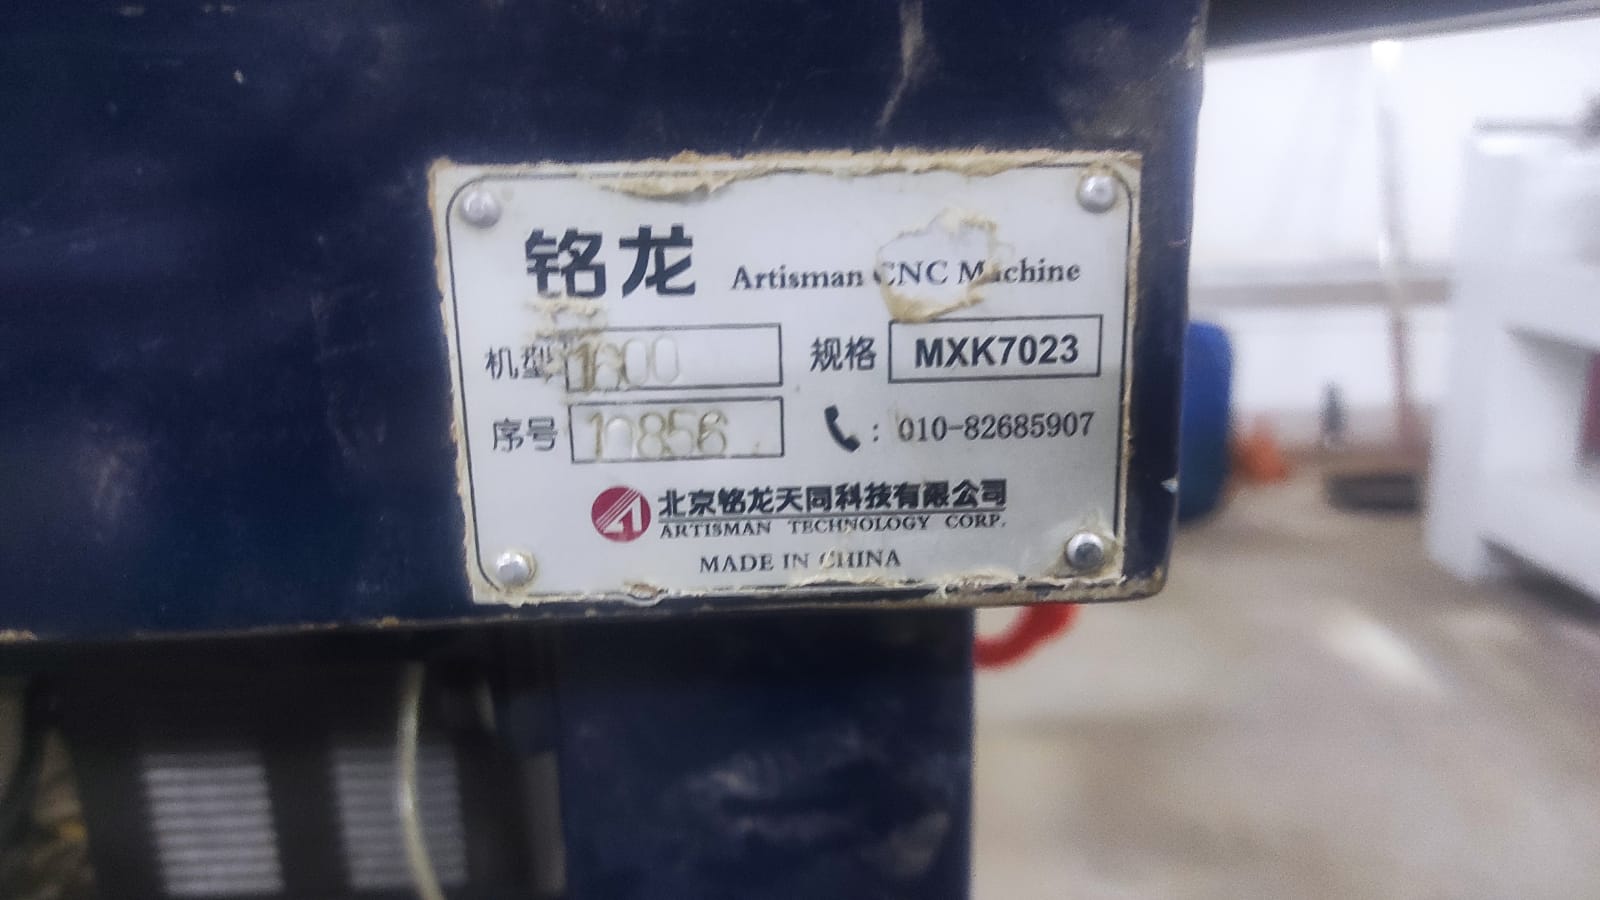 铭龙 Artisman CNC Machine
机型 1600 规格 MXK7023
序号 10856 : 010-82685907
北京铭龙天同科技有限公司
ARTISMAN TECHNOLOGY CORP.
MADE IN CHINA